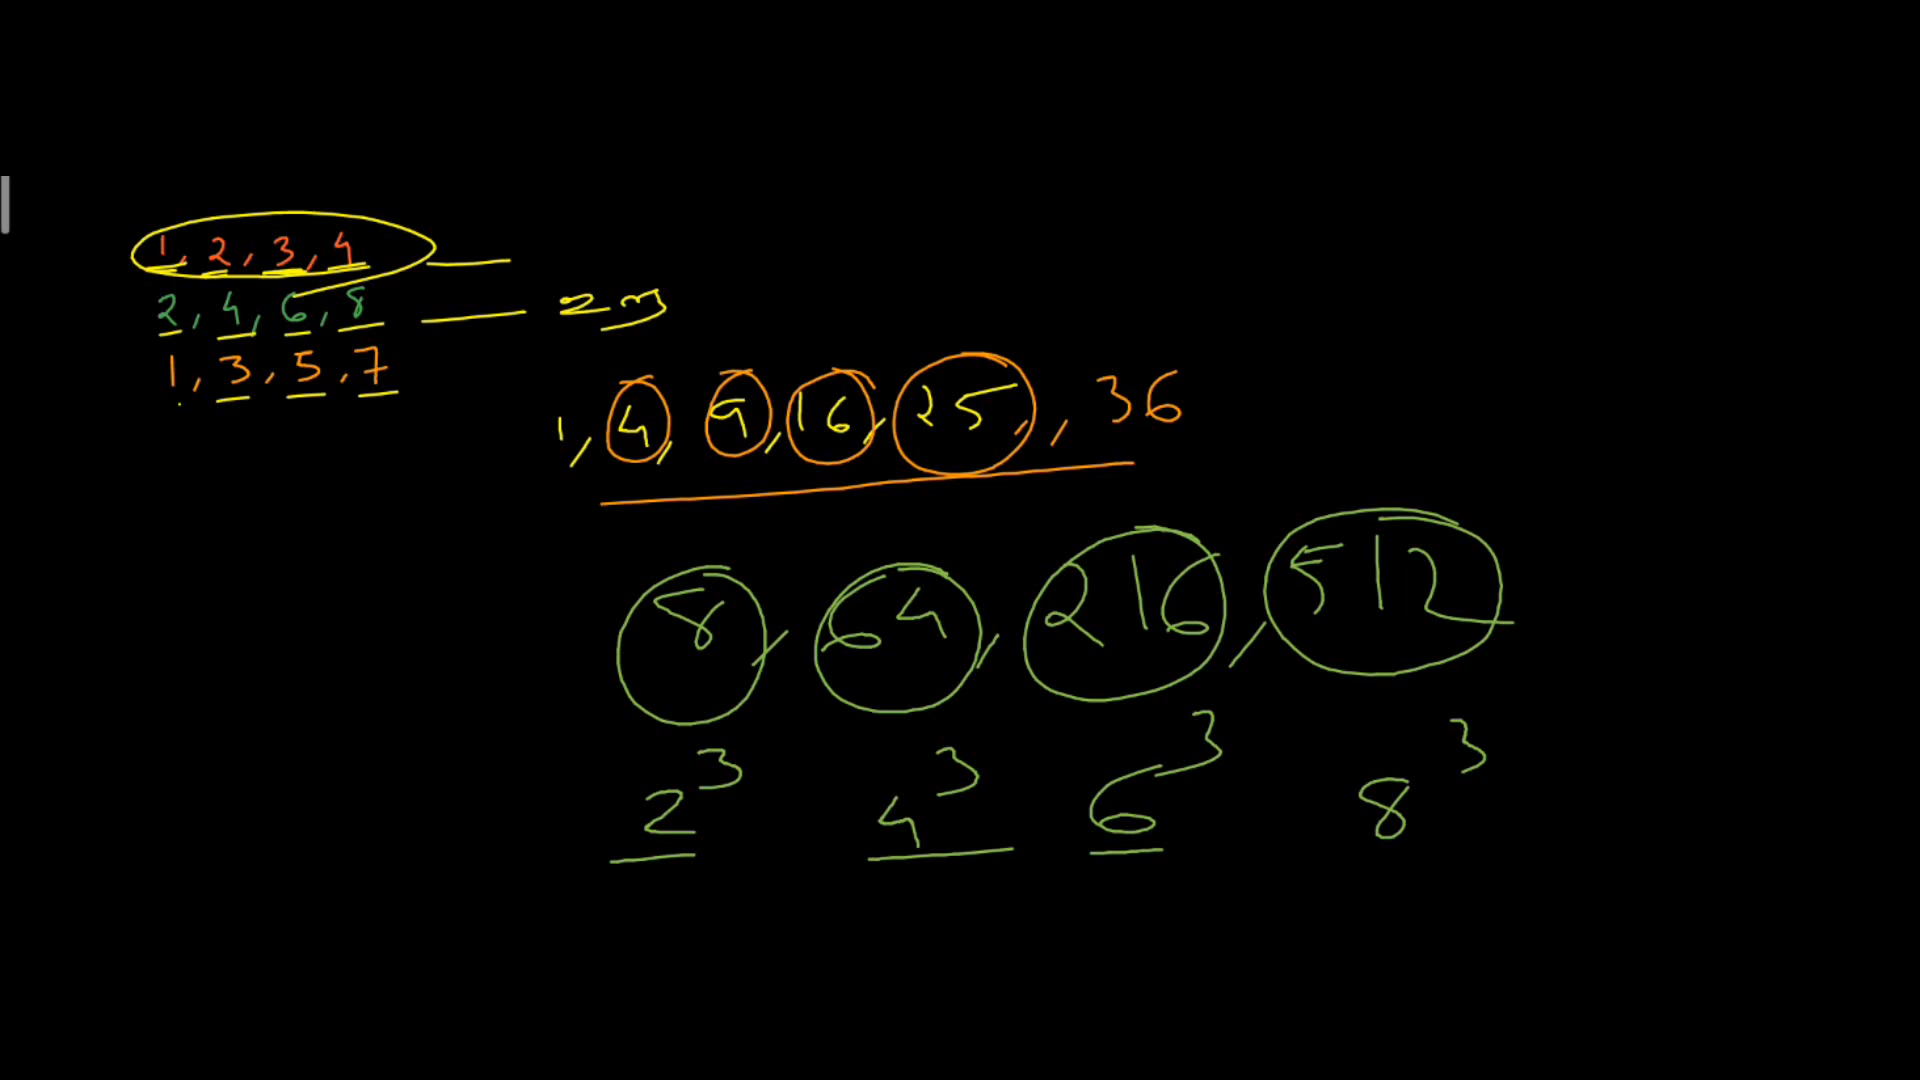 1, 2, 3, 4
2, 4, 6, 8
1, 3, 5, 7
1, 4, 9, 16, 25, , 36
8, 64, 216, 512
2³ 4³ 6³ 8³